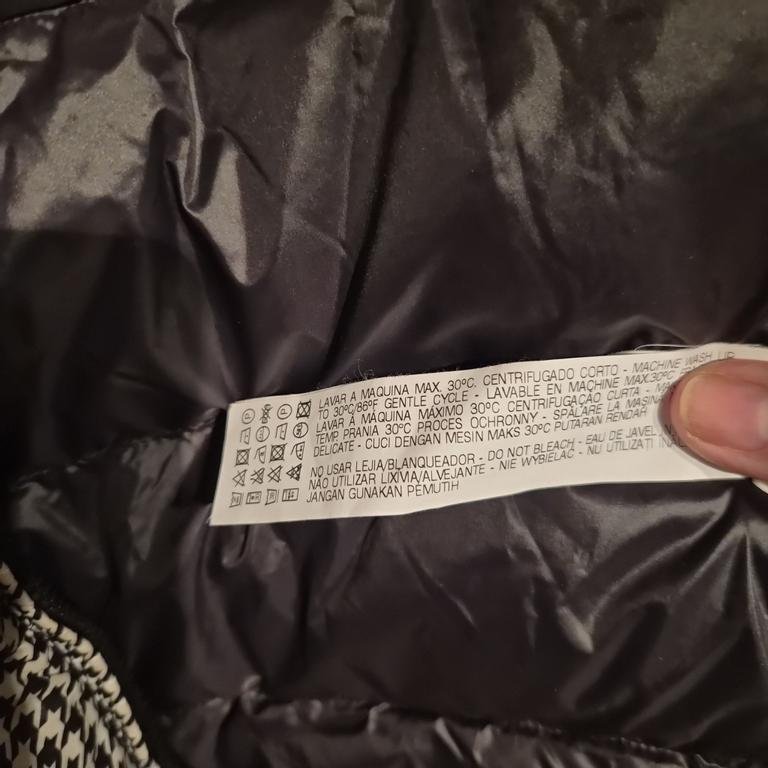 LAVAR A MAQUINA MAX. 30ºC. CENTRIFUGADO CORTO - MACHINE WASH UP
TO 30ºC/86ºF GENTLE CYCLE - LAVABLE EN MACHINE MAX.30ºC
LAVAR À MÁQUINA MÁXIMO 30ºC CENTRIFUGAÇÃO CURTA -
TEMP. PRANIA 30ºC PROCES OCHRONNY - SPĂLARE LA MAȘINĂ
DELICATE - CUCI DENGAN MESIN MAKS 30ºC PUTARAN RENDAH
NO USAR LEJIA/BLANQUEADOR - DO NOT BLEACH - EAU DE JAVEL
NÃO UTILIZAR LIXIVIA/ALVEJANTE - NIE WYBIELAĆ - NU UTILIZAȚI
JANGAN GUNAKAN PEMUTIH